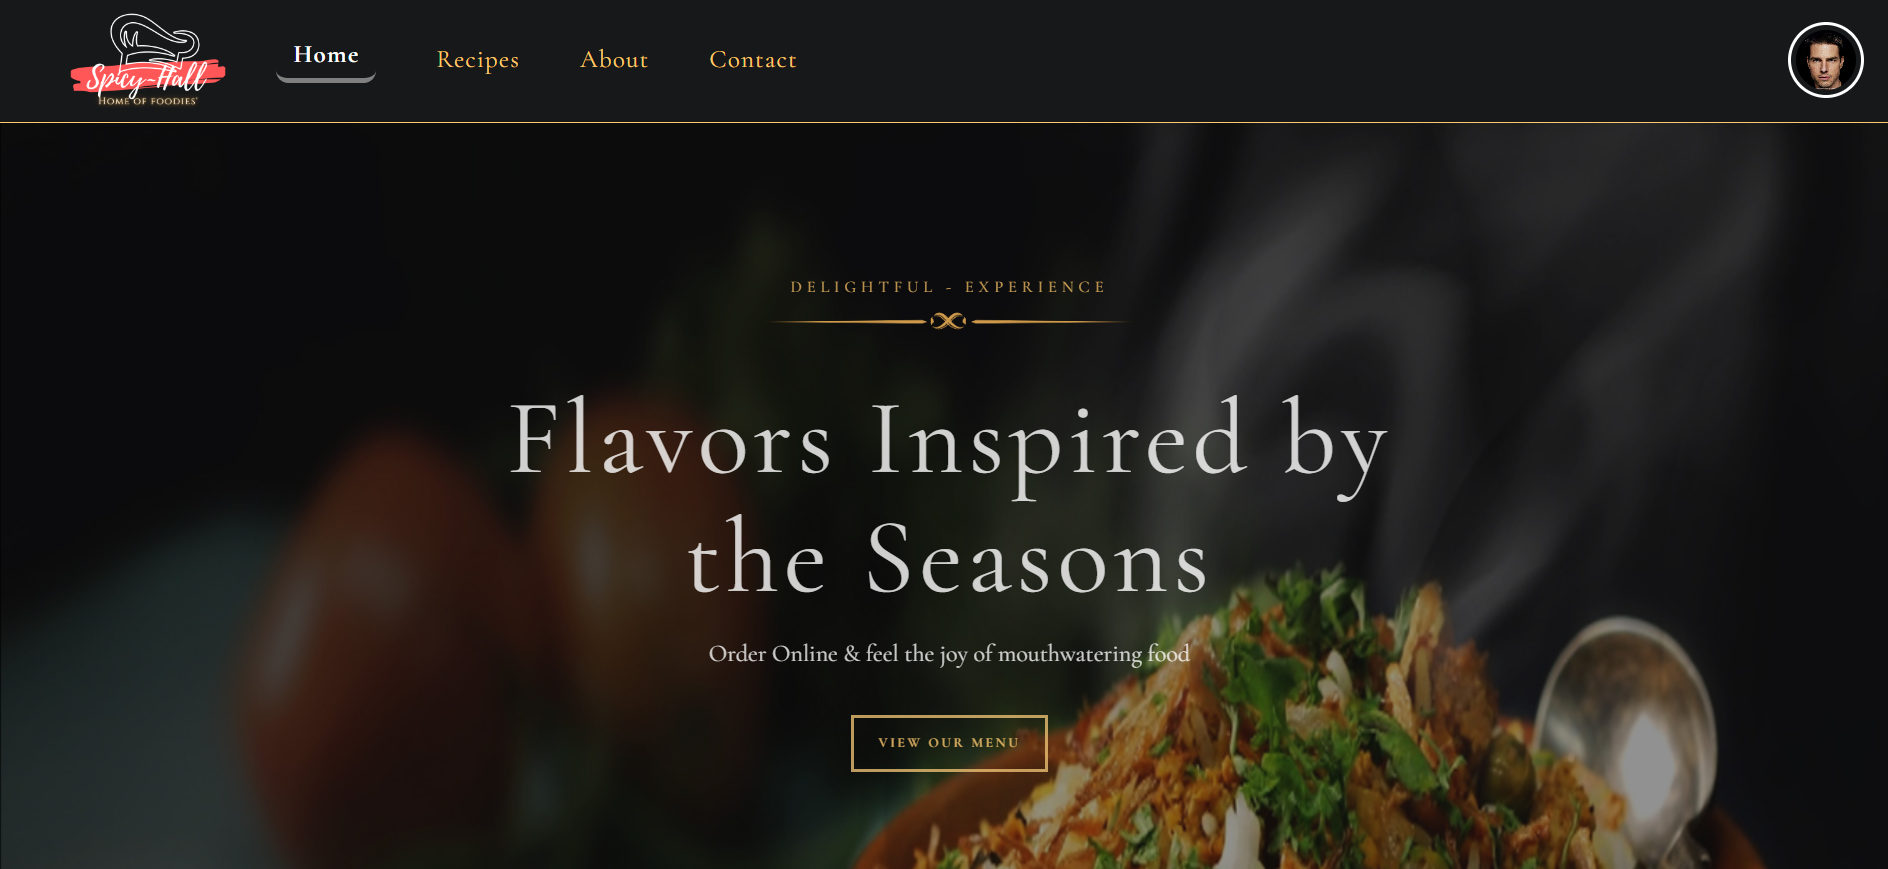 Spicy~Hall
HOME OF FOODIES'
Home
Recipes
About
Contact
DELIGHTFUL - EXPERIENCE
Flavors Inspired by
the Seasons
Order Online & feel the joy of mouthwatering food
VIEW OUR MENU